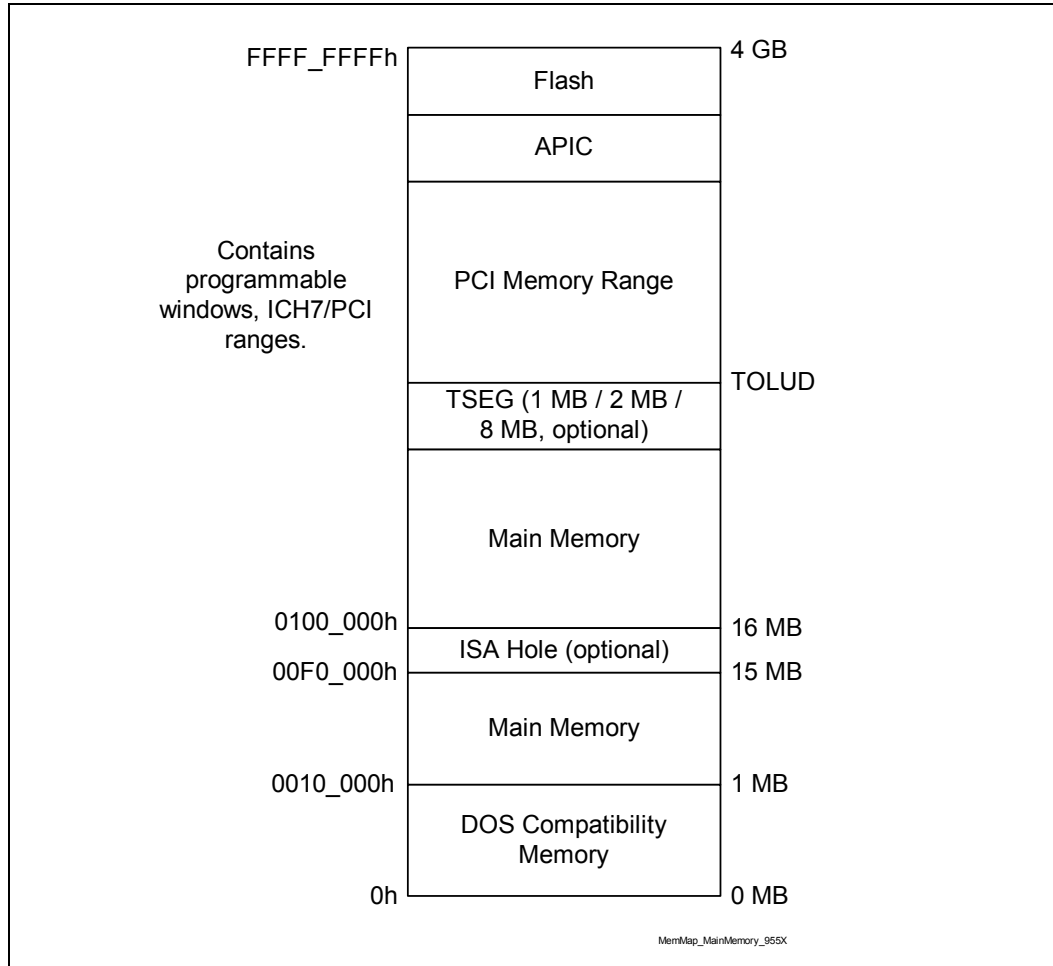 FFFF_FFFFh
4 GB
Flash
APIC
Contains
programmable
windows, ICH7/PCI
ranges.
PCI Memory Range
TOLUD
TSEG (1 MB / 2 MB /
8 MB, optional)
Main Memory
0100_000h
16 MB
ISA Hole (optional)
00F0_000h
15 MB
Main Memory
0010_000h
1 MB
DOS Compatibility
Memory
0h
0 MB
MemMap_MainMemory_955X